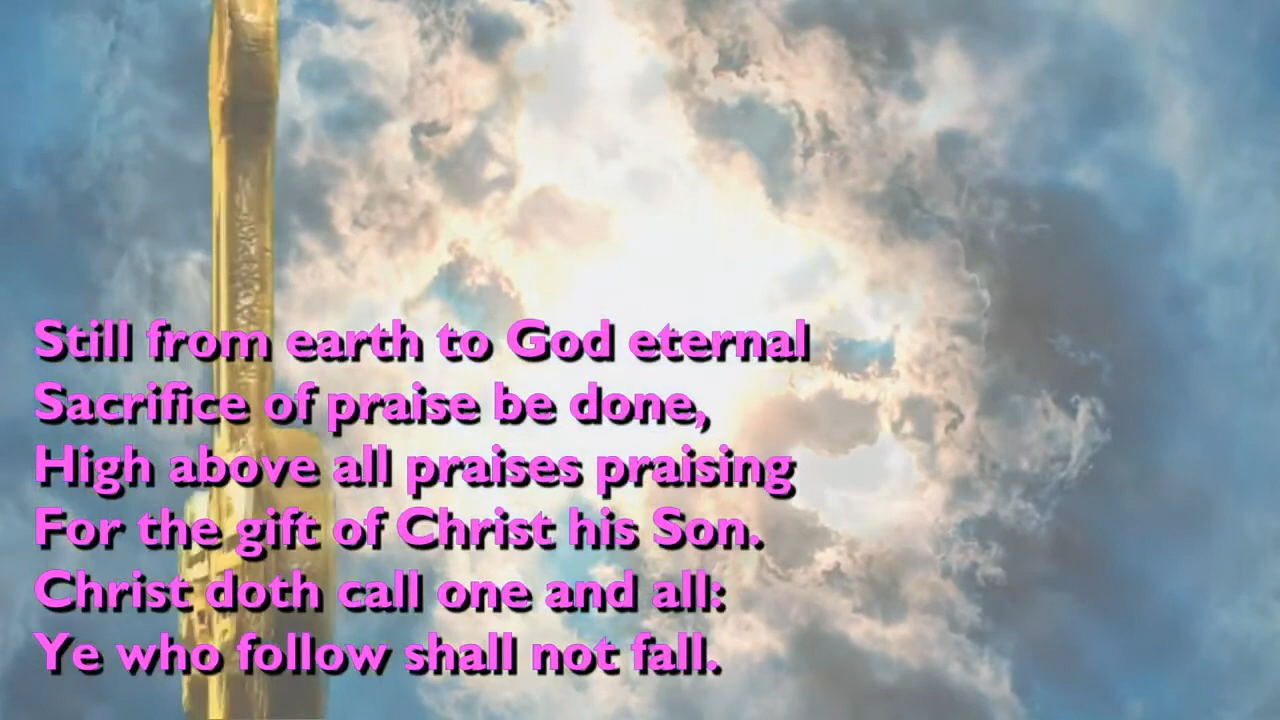 Still from earth to God eternal
Sacrifice of praise be done,
High above all praises praising
For the gift of Christ his Son.
Christ doth call one and all:
Ye who follow shall not fall.